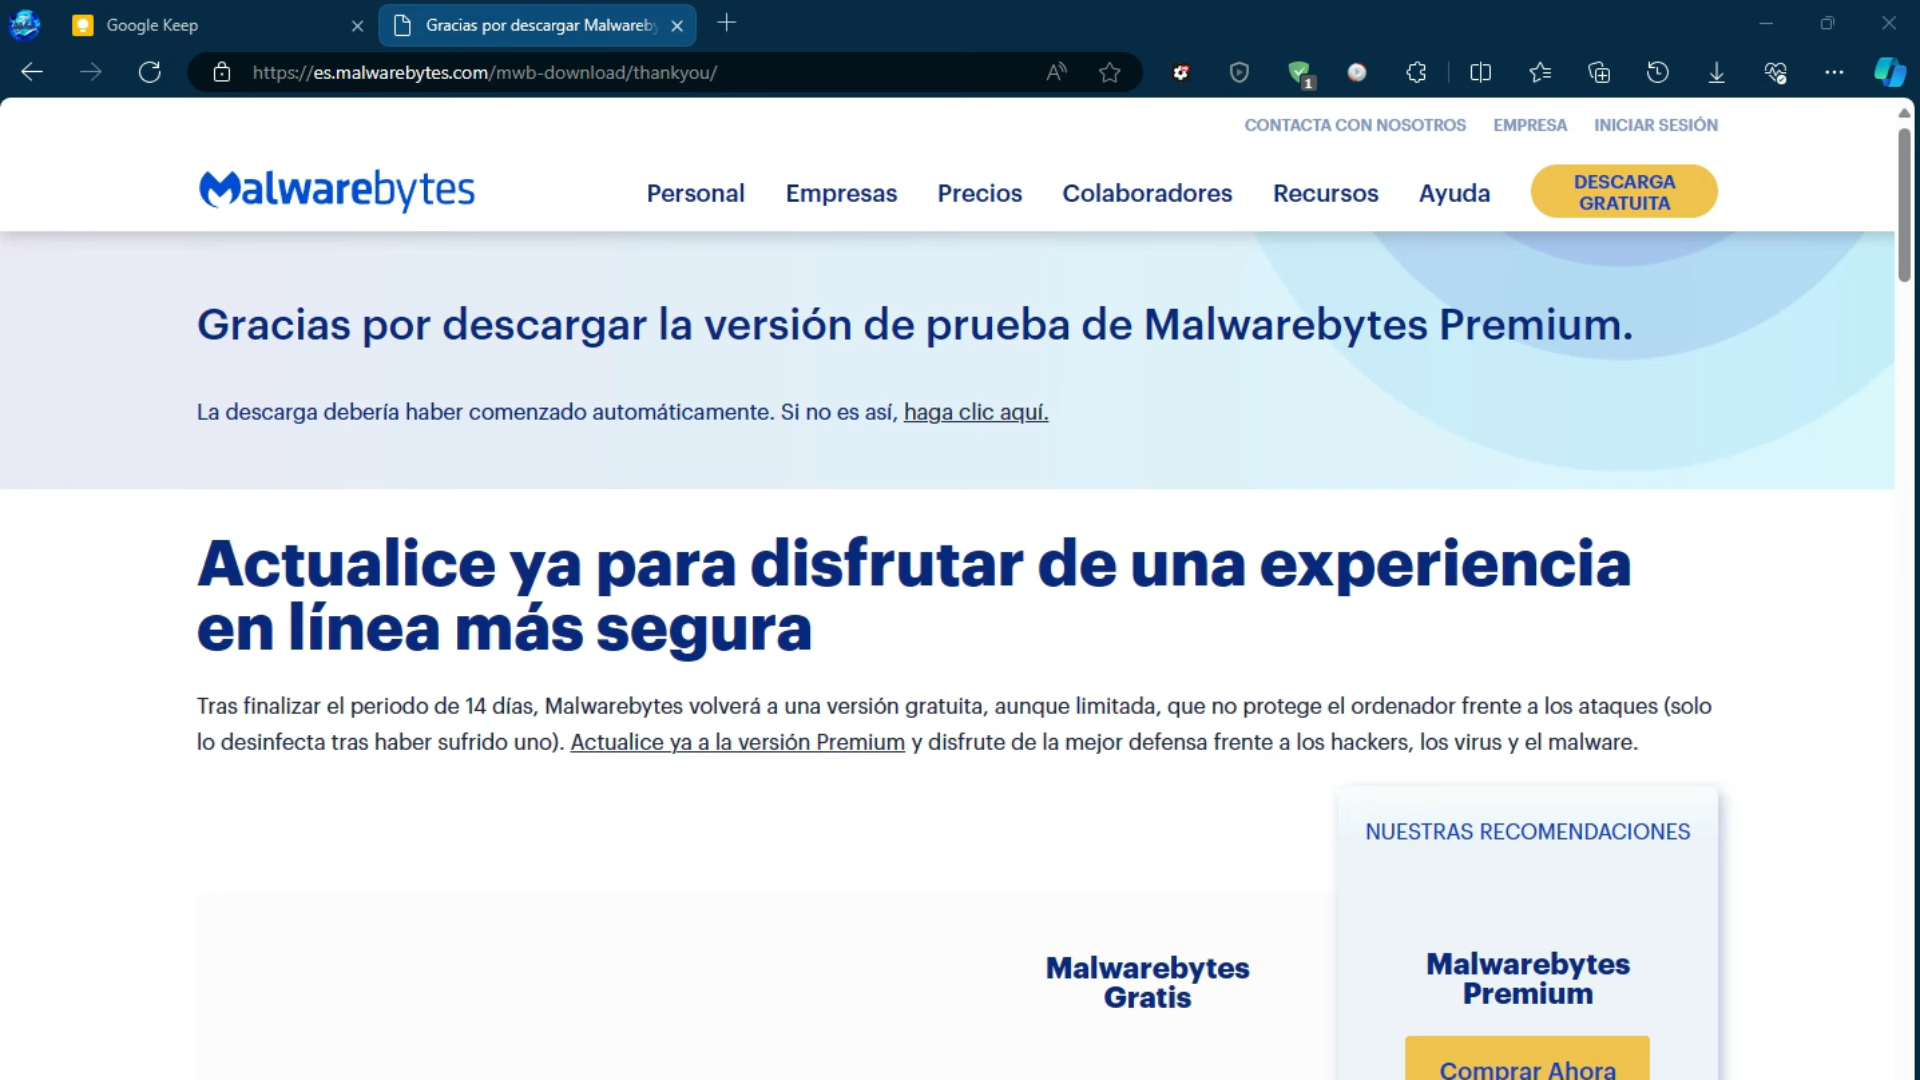 Google Keep
Gracias por descargar Malwareb
https://es.malwarebytes.com/mwb-download/thankyou/
1
CONTACTA CON NOSOTROS EMPRESA INICIAR SESIÓN
Malwarebytes
Personal Empresas Precios Colaboradores Recursos Ayuda
DESCARGA
GRATUITA
Gracias por descargar la versión de prueba de Malwarebytes Premium.
La descarga debería haber comenzado automáticamente. Si no es así, haga clic aquí.
Actualice ya para disfrutar de una experiencia
en línea más segura
Tras finalizar el periodo de 14 días, Malwarebytes volverá a una versión gratuita, aunque limitada, que no protege el ordenador frente a los ataques (solo
lo desinfecta tras haber sufrido uno). Actualice ya a la versión Premium y disfrute de la mejor defensa frente a los hackers, los virus y el malware.
NUESTRAS RECOMENDACIONES
Malwarebytes
Gratis
Malwarebytes
Premium
Comprar Ahora